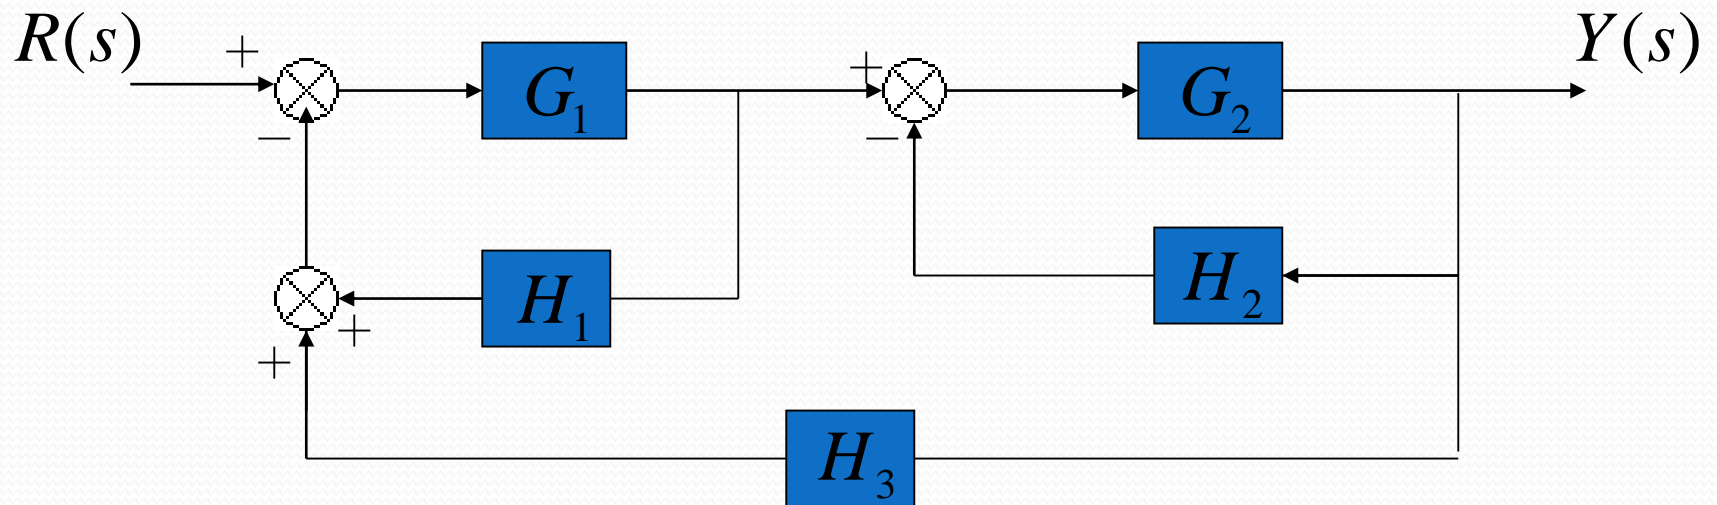 R(s) + G₁ + G₂ Y(s)
− −
H₁ H₂
+
+
H₃